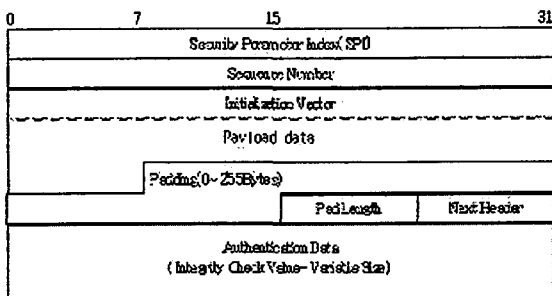 0 7 15 31
Security Parameter Index(SPI)
Sequence Number
Initialization Vector
Payload data
Padding(0~255Bytes)
Pad Length Next Header
Authentication Data
( Integrity Check Value- Variable Size)